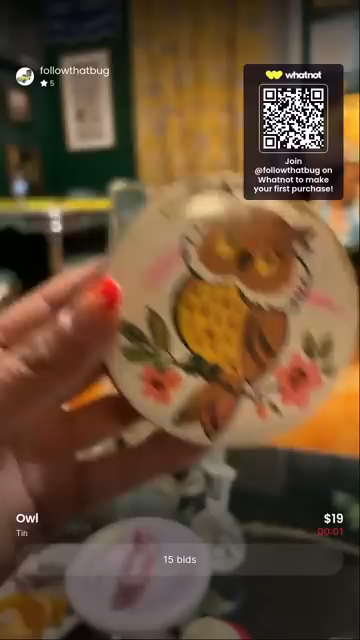 followthatbug
★ 5
whatnot
Join
@followthatbug on
Whatnot to make
your first purchase!
Owl
$19
Tin
00:01
15 bids